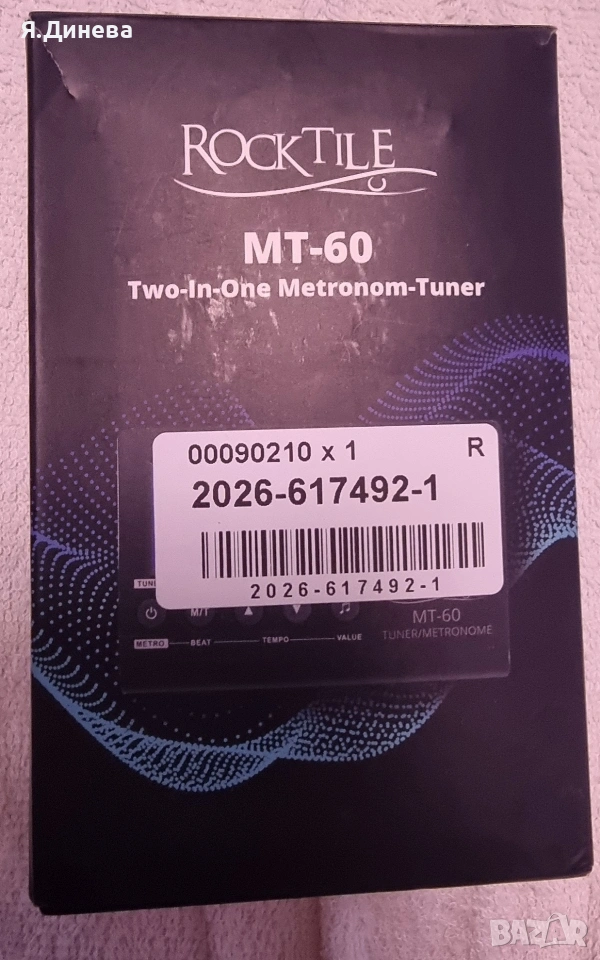 Я.Динева
ROCKTILE
MT-60
Two-In-One Metronom-Tuner
00090210 x 1 R
2026-617492-1
2026-617492-1
M/T
MT-60
TUNER/METRONOME
METRO BEAT TEMPO VALUE
BAZAR